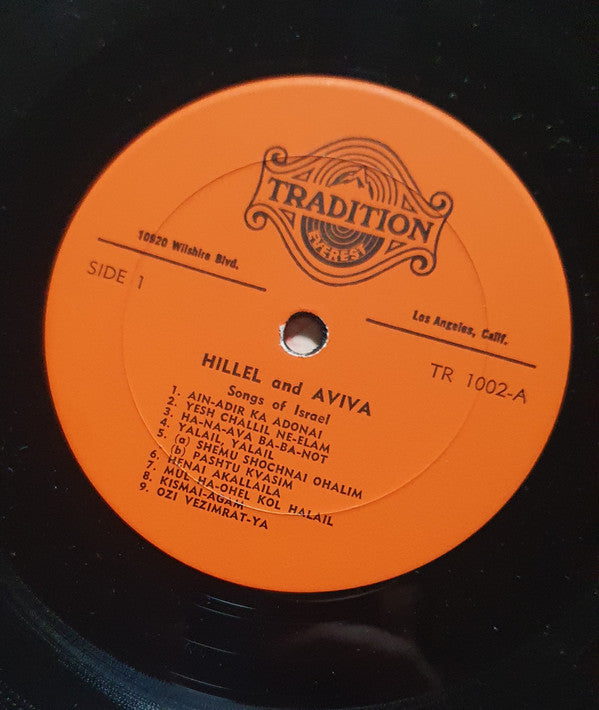 TRADITION
EVEREST
10920 Wilshire Blvd.
Los Angeles, Calif.
SIDE 1
TR 1002-A
HILLEL and AVIVA
Songs of Israel
1. AIN-ADIR KA ADONAI
2. YESH CHALLIL NE-ELAM
3. HA-NA-AVA BA-BA-NOT
4. YALAIL, YALAIL
5. (a) SHEMU SHOCHNAI OHALIM
(b) PASHTU KVASIM
6. HENAI AKALLAILA
7. MUL HA-OHEL KOL HALAIL
8. KISMAI-AGAM
9. OZI VEZIMRAT-YA